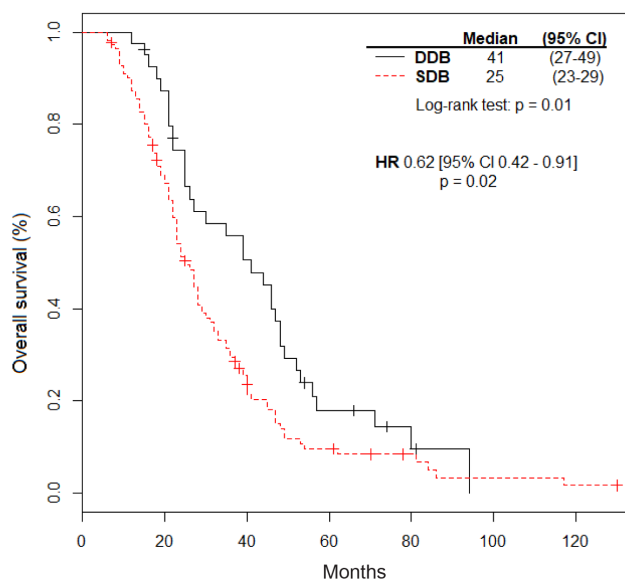 Median (95% CI)
DDB 41 (27-49)
SDB 25 (23-29)
Log-rank test: p = 0.01
HR 0.62 [95% CI 0.42 - 0.91]
p = 0.02
Overall survival (%)
1.0
0.8
0.6
0.4
0.2
0.0
0 20 40 60 80 100 120
Months